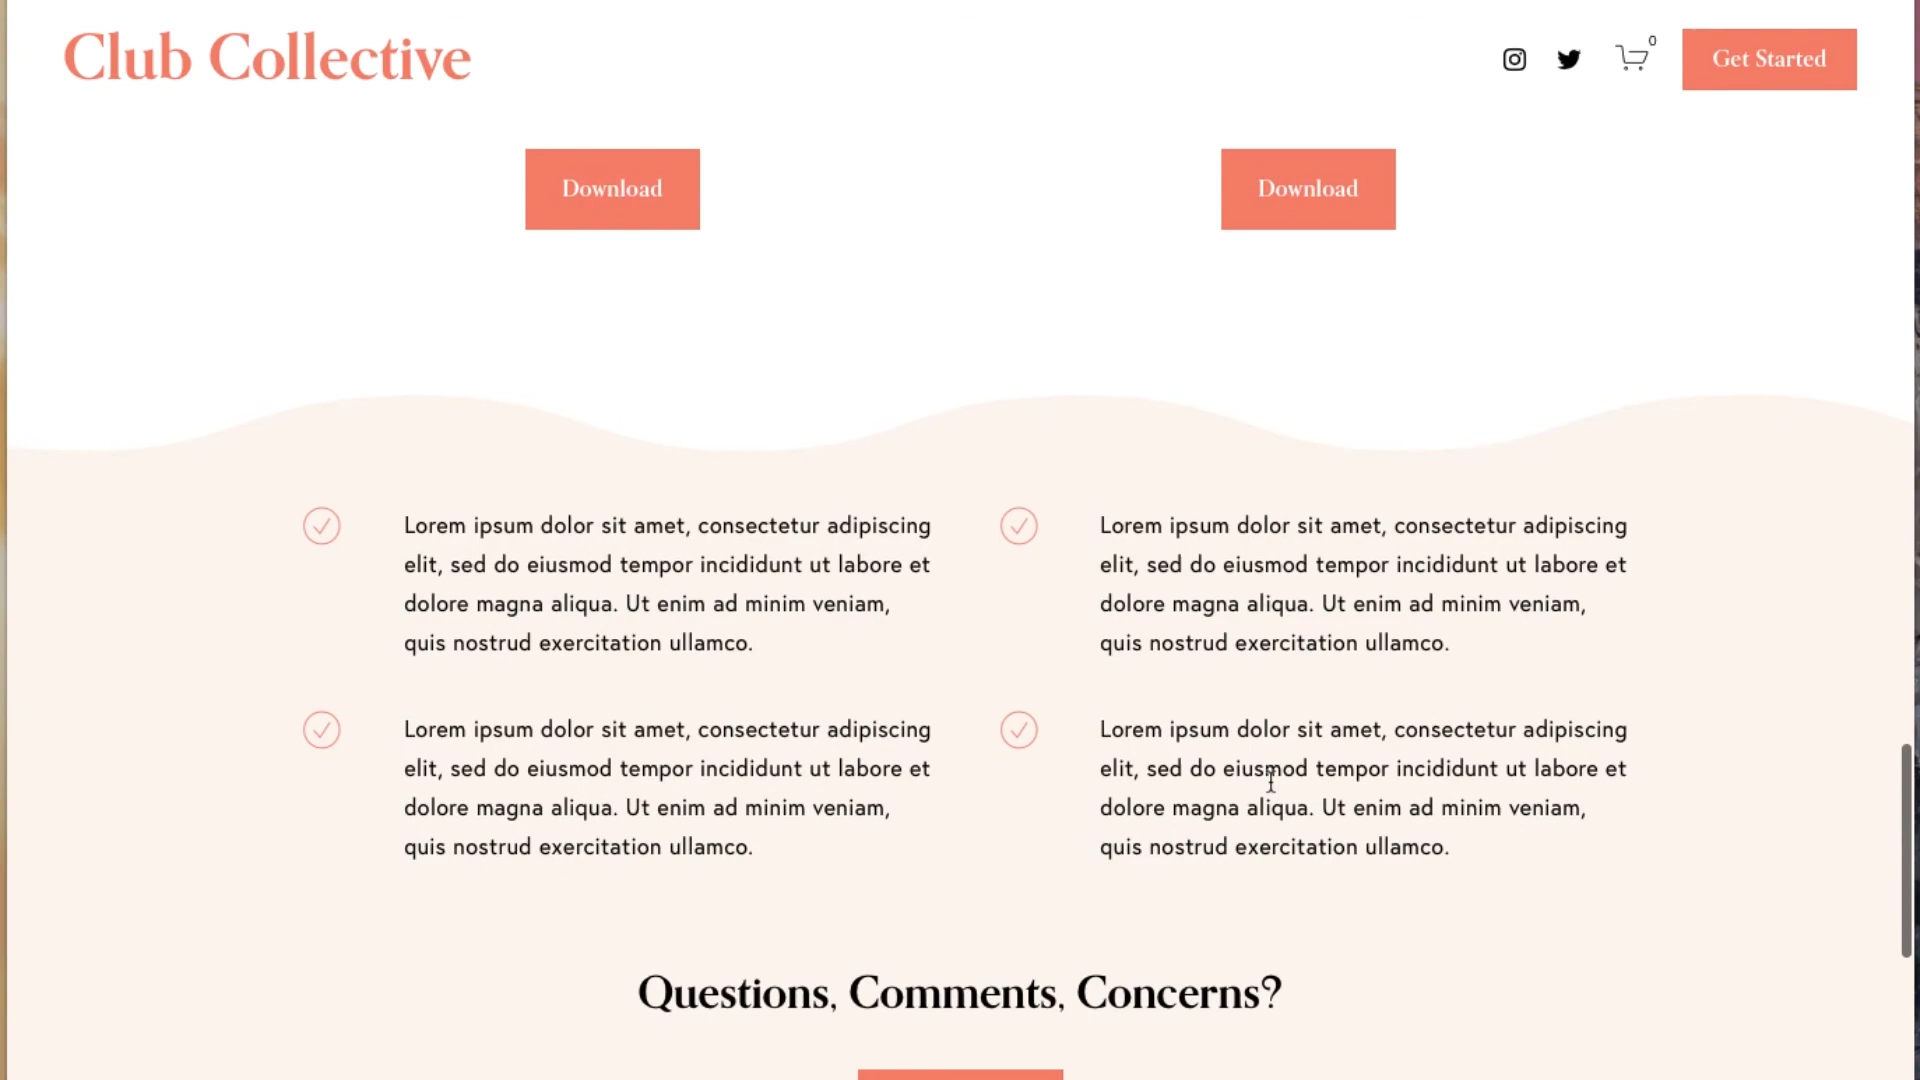 Club Collective
0
Get Started
Download
Download
Lorem ipsum dolor sit amet, consectetur adipiscing
elit, sed do eiusmod tempor incididunt ut labore et
dolore magna aliqua. Ut enim ad minim veniam,
quis nostrud exercitation ullamco.
Lorem ipsum dolor sit amet, consectetur adipiscing
elit, sed do eiusmod tempor incididunt ut labore et
dolore magna aliqua. Ut enim ad minim veniam,
quis nostrud exercitation ullamco.
Lorem ipsum dolor sit amet, consectetur adipiscing
elit, sed do eiusmod tempor incididunt ut labore et
dolore magna aliqua. Ut enim ad minim veniam,
quis nostrud exercitation ullamco.
Lorem ipsum dolor sit amet, consectetur adipiscing
elit, sed do eiusmod tempor incididunt ut labore et
dolore magna aliqua. Ut enim ad minim veniam,
quis nostrud exercitation ullamco.
Questions, Comments, Concerns?